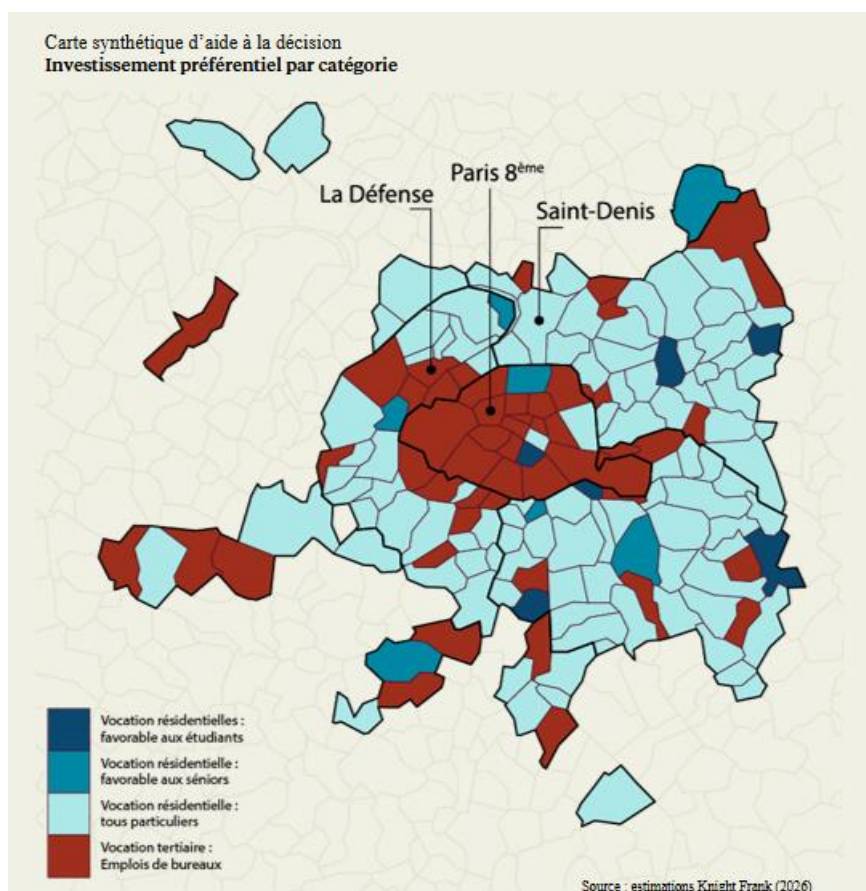 Carte synthétique d'aide à la décision
Investissement préférentiel par catégorie
Paris 8ème
La Défense
Saint-Denis
Vocation résidentielles :
favorable aux étudiants
Vocation résidentielle :
favorable aux séniors
Vocation résidentielle :
tous particuliers
Vocation tertiaire :
Emplois de bureaux
Source : estimations Knight Frank (2026)